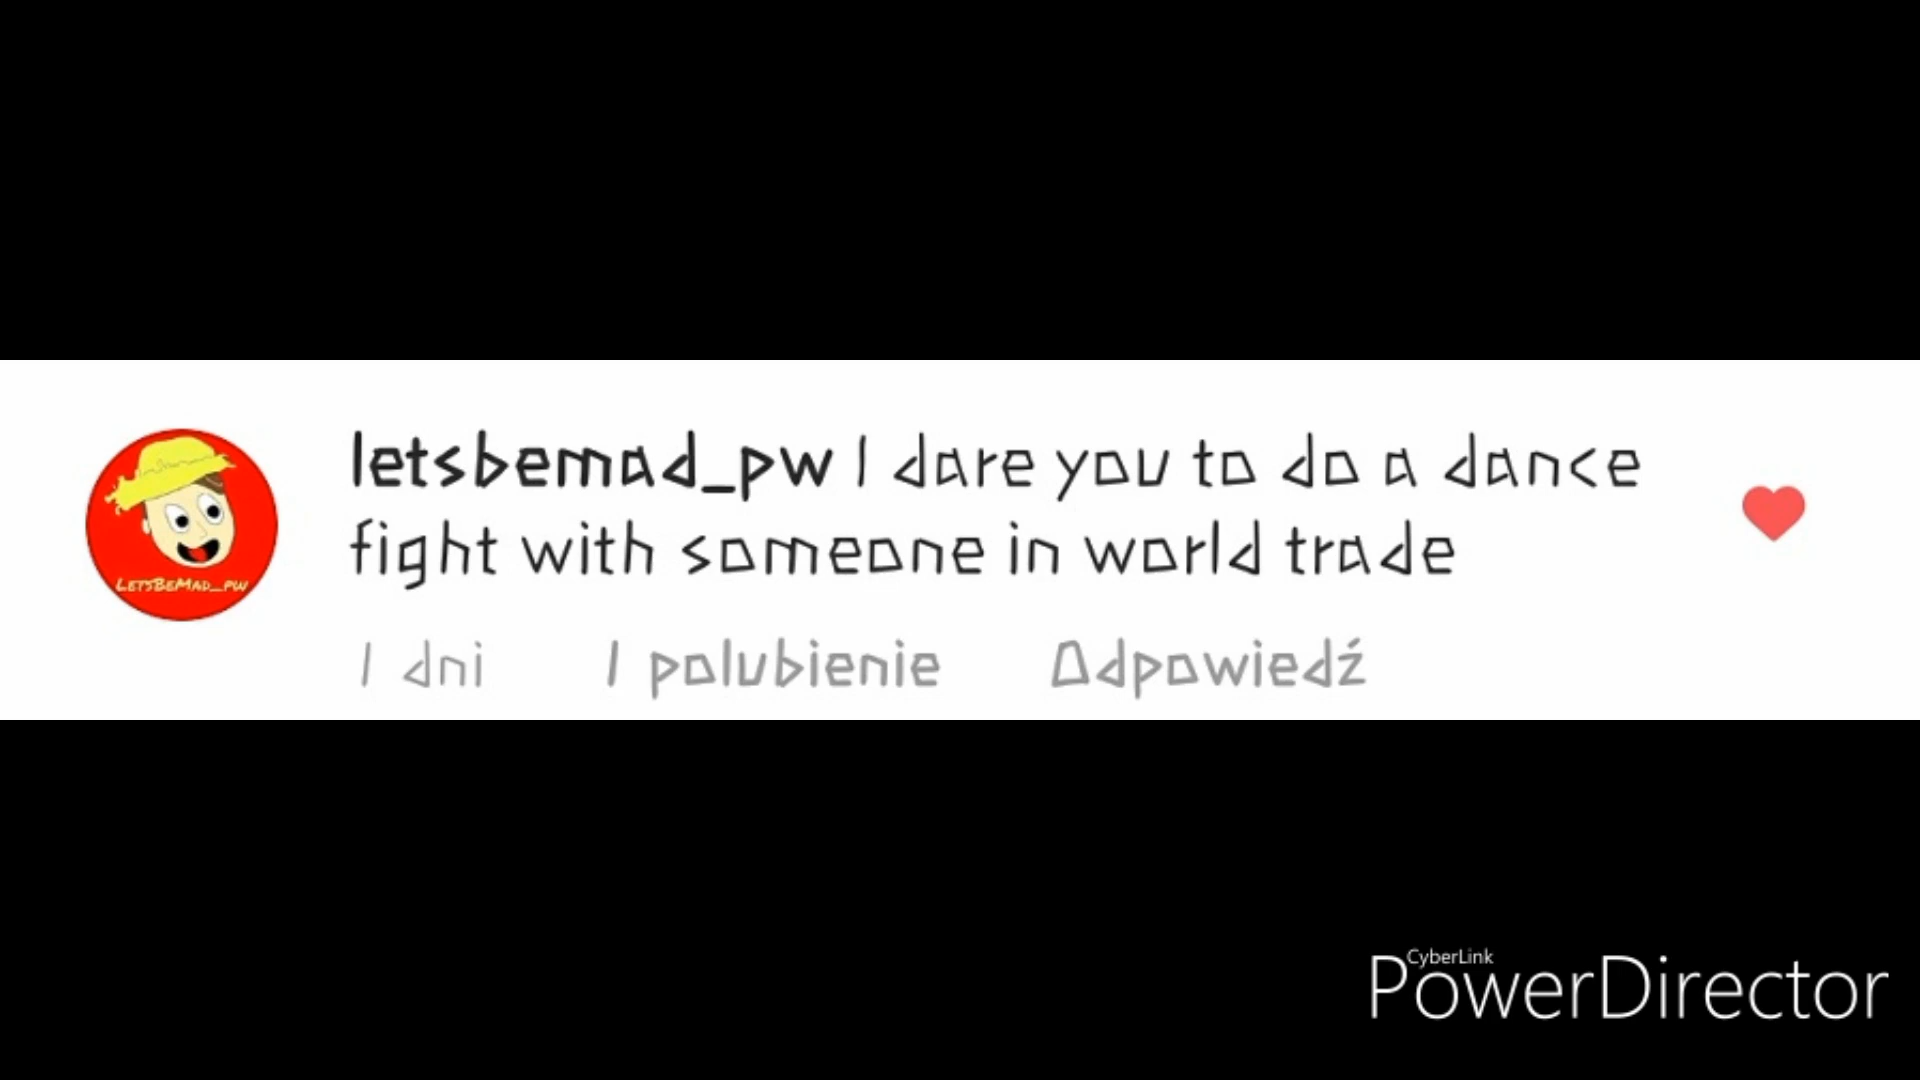 letsbemad_pw I dare you to do a dance
fight with someone in world trade
LETSBEMAD_PW
1 dni 1 polubienie Odpowiedź
CyberLink
PowerDirector